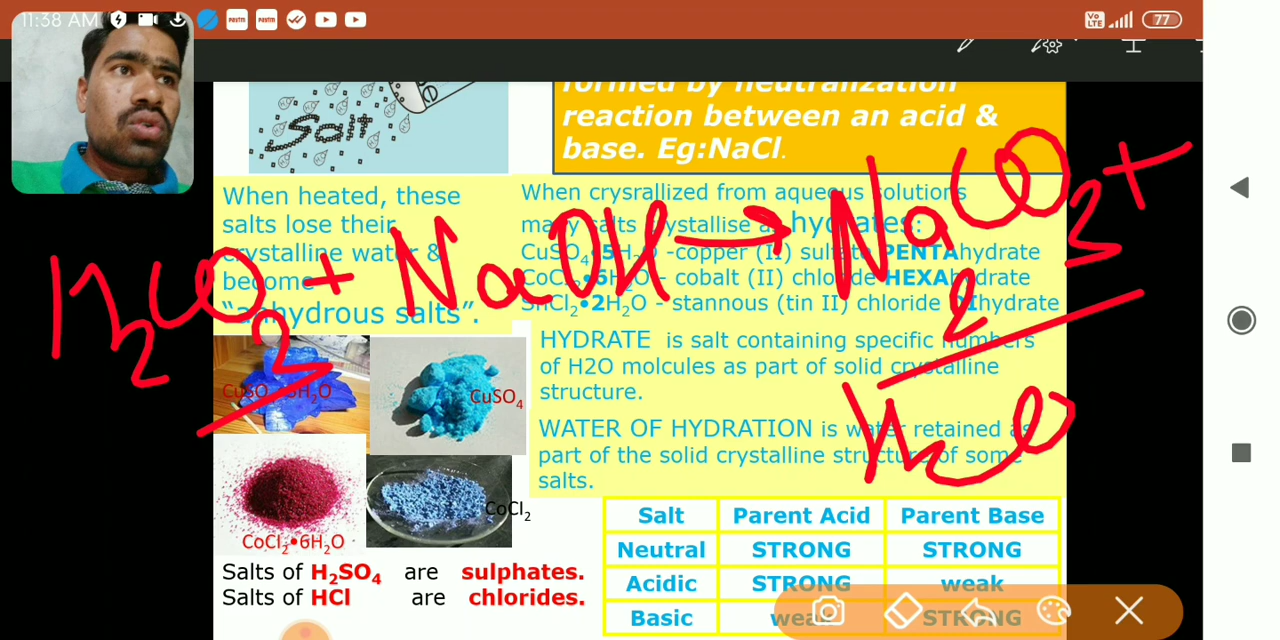 11:38 AM
Vo LTE 77
Paytm Paytm
Salt
formed by neutralization
reaction between an acid &
base. Eg:NaCl.
When heated, these
salts lose their
crystalline water &
become
“anhydrous salts”.
When crysrallized from aqueous solutions
many salts crystallise as hydrates:
CuSO₄•5H₂O -copper (II) sulfate PENTAhydrate
CoCl₂•6H₂O - cobalt (II) chloride HEXAhydrate
SnCl₂•2H₂O - stannous (tin II) chloride DIhydrate
H₂CO₃ + NaOH → Na₂CO₃ +
H₂O
HYDRATE is salt containing specific numbers
of H2O molcules as part of solid crystalline
structure.
WATER OF HYDRATION is water retained as
part of the solid crystalline structure of some
salts.
CuSO₄•5H₂O
CuSO₄
CoCl₂•6H₂O
CoCl₂
Salts of H₂SO₄ are sulphates.
Salts of HCl are chlorides.
Salt Parent Acid Parent Base
Neutral STRONG STRONG
Acidic STRONG weak
Basic weak STRONG